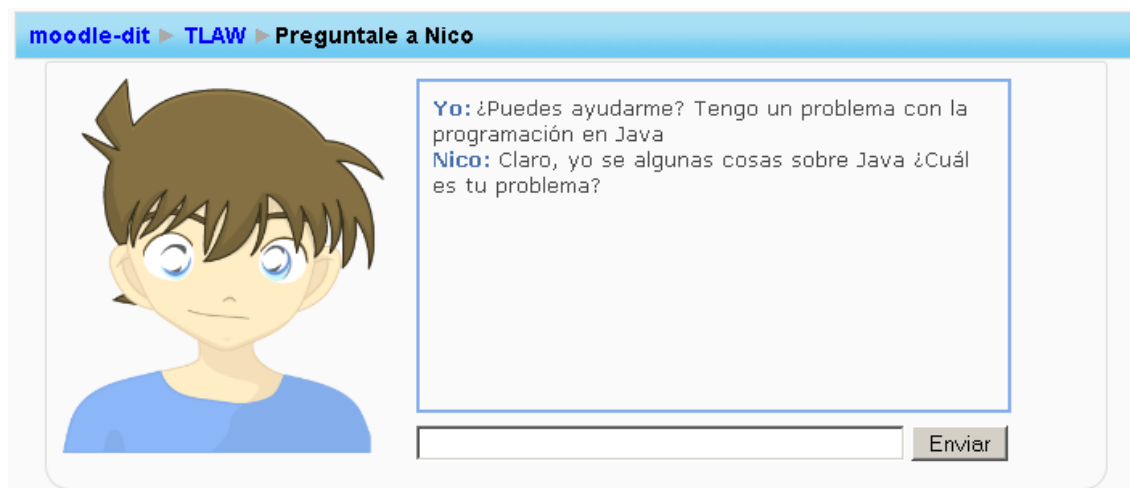 moodle-dit ► TLAW ► Preguntale a Nico
Yo: ¿Puedes ayudarme? Tengo un problema con la
programación en Java
Nico: Claro, yo se algunas cosas sobre Java ¿Cuál
es tu problema?
Enviar